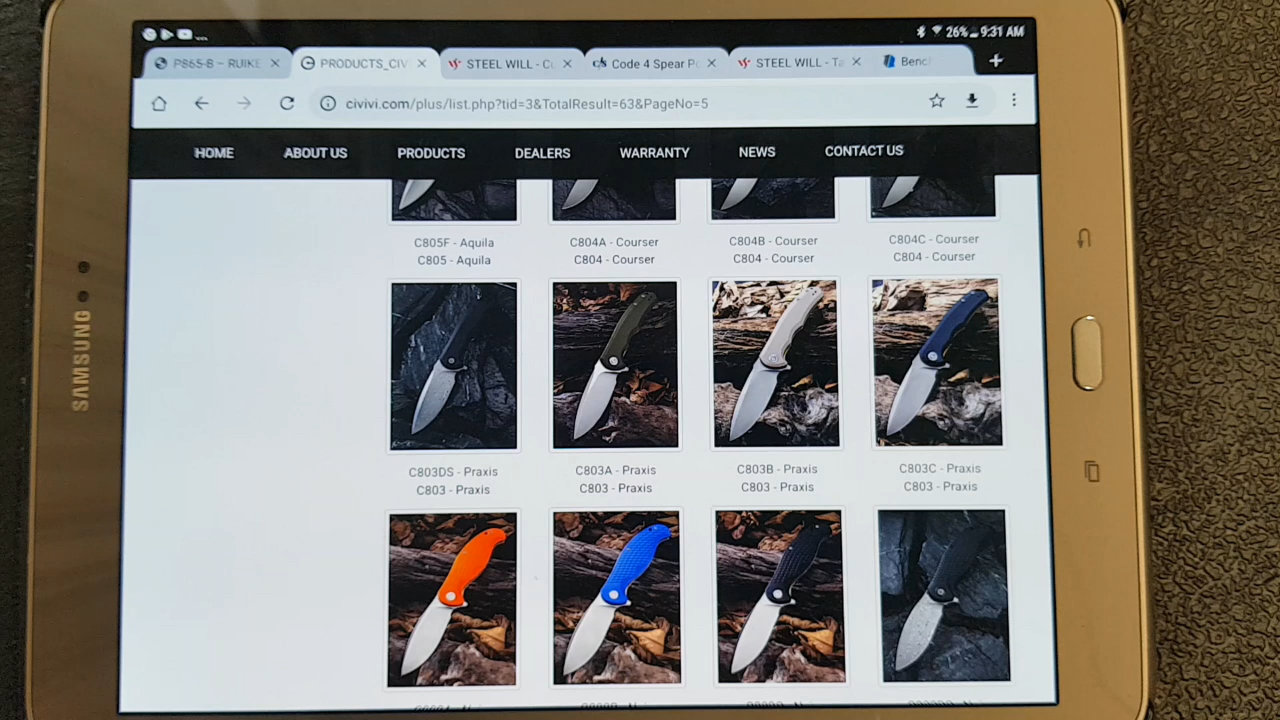 26% 9:31 AM
P865-B – RUIKE
PRODUCTS_CIV
STEEL WILL - C
Code 4 Spear P
STEEL WILL - Ta
Benc
civivi.com/plus/list.php?tid=3&TotalResult=63&PageNo=5
HOME ABOUT US PRODUCTS DEALERS WARRANTY NEWS CONTACT US
C805F - Aquila
C805 - Aquila
C804A - Courser
C804 - Courser
C804B - Courser
C804 - Courser
C804C - Courser
C804 - Courser
C803DS - Praxis
C803 - Praxis
C803A - Praxis
C803 - Praxis
C803B - Praxis
C803 - Praxis
C803C - Praxis
C803 - Praxis
SAMSUNG